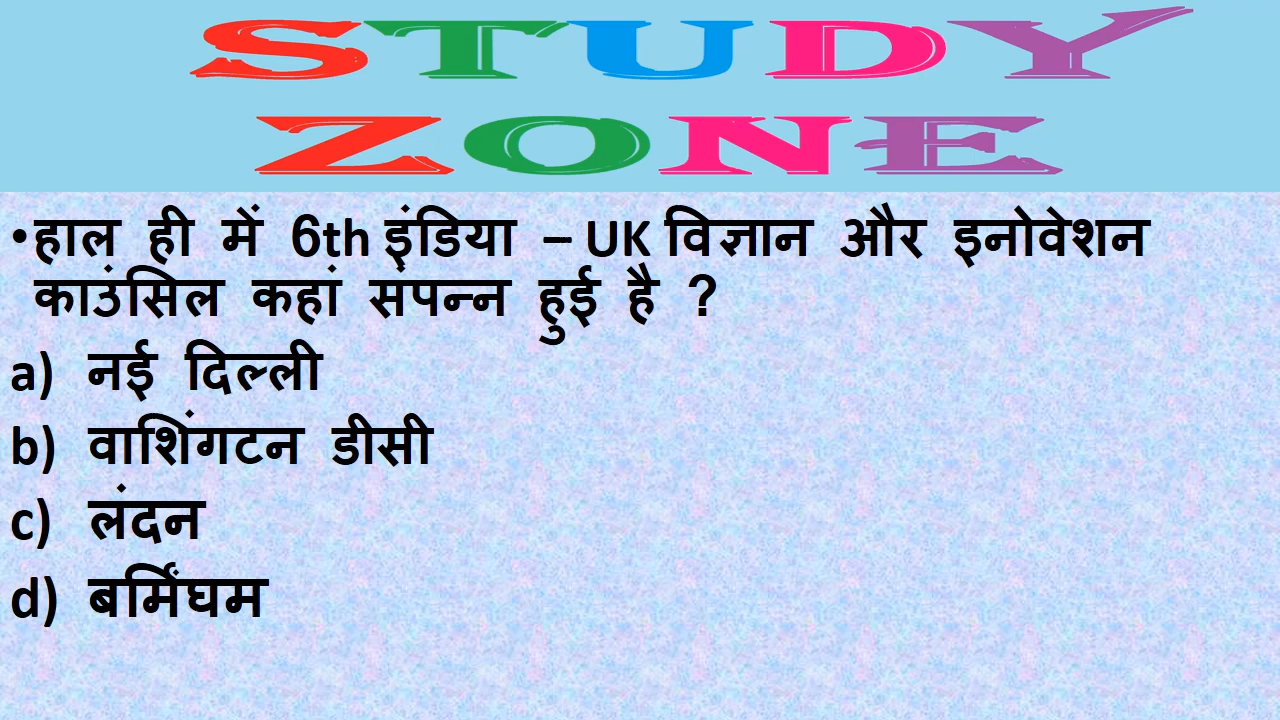 STUDY
ZONE
•हाल ही में 6th इंडिया – UK विज्ञान और इनोवेशन
काउंसिल कहां संपन्न हुई है ?
a) नई दिल्ली
b) वाशिंगटन डीसी
c) लंदन
d) बर्मिंघम